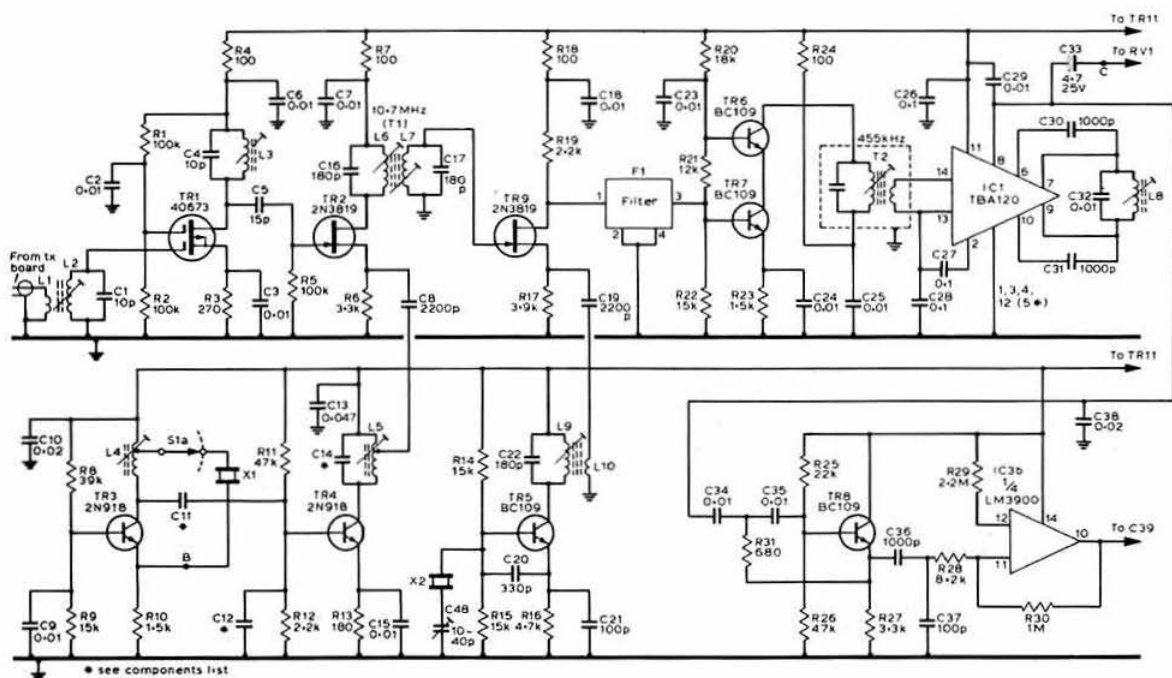 To TR11
R4
100
R7
100
R18
100
R20
18k
R24
100
C33
To RV1
4·7
25V
C
C6
0·01
C7
0·01
10·7MHz
(T1)
L6
L7
C18
0·01
C23
0·01
TR6
BC109
C26
0·1
C29
0·01
R1
100k
C4
10p
L3
C16
180p
C17
180
p
R19
2·2k
R21
12k
455kHz
T2
C30
1000p
C2
0·01
TR1
40673
C5
15p
TR2
2N3819
TR9
2N3819
F1
Filter
1
3
2
4
TR7
BC109
11
8
6
14
13
IC1
TBA120
7
9
10
2
C32
0·01
L8
From tx
board
L1
L2
C1
10p
R2
100k
R3
270
C3
0·01
R5
100k
R6
3·3k
C8
2200p
R17
3·9k
C19
2200
p
R22
15k
R23
1·5k
C24
0·01
C25
0·01
C27
0·1
C28
0·1
1,3,4,
12 (5*)
C31
1000p
To TR11
C10
0·02
L4
S1a
X1
R11
47k
C13
0·047
C14
*
L5
R14
15k
C22
180p
L9
L10
C38
0·02
R8
39k
TR3
2N918
C11
*
TR4
2N918
TR5
BC109
R25
22k
R29
2·2M
IC3b
1/4
LM3900
C34
0·01
C35
0·01
TR8
BC109
12
14
10
11
To C39
B
X2
C20
330p
R31
680
C36
1000p
R28
8·2k
C9
0·01
R9
15k
R10
1·5k
C12
*
R12
2·2k
R13
180
C15
0·01
C48
10-
40p
R15
15k
R16
4·7k
C21
100p
R26
47k
R27
3·3k
C37
100p
R30
1M
* see components list